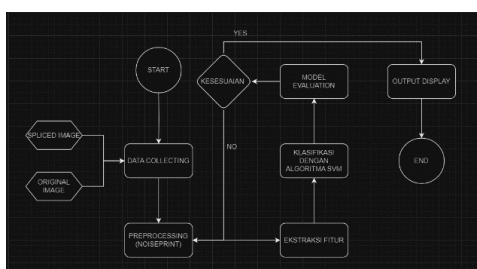 YES
START
KESESUAIAN
MODEL
EVALUATION
OUTPUT DISPLAY
SPLICED IMAGE
NO
DATA COLLECTING
KLASIFIKASI
DENGAN
ALGORITMA SVM
END
ORIGINAL
IMAGE
PREPROCESSING
(NOISEPRINT)
EKSTRAKSI FITUR